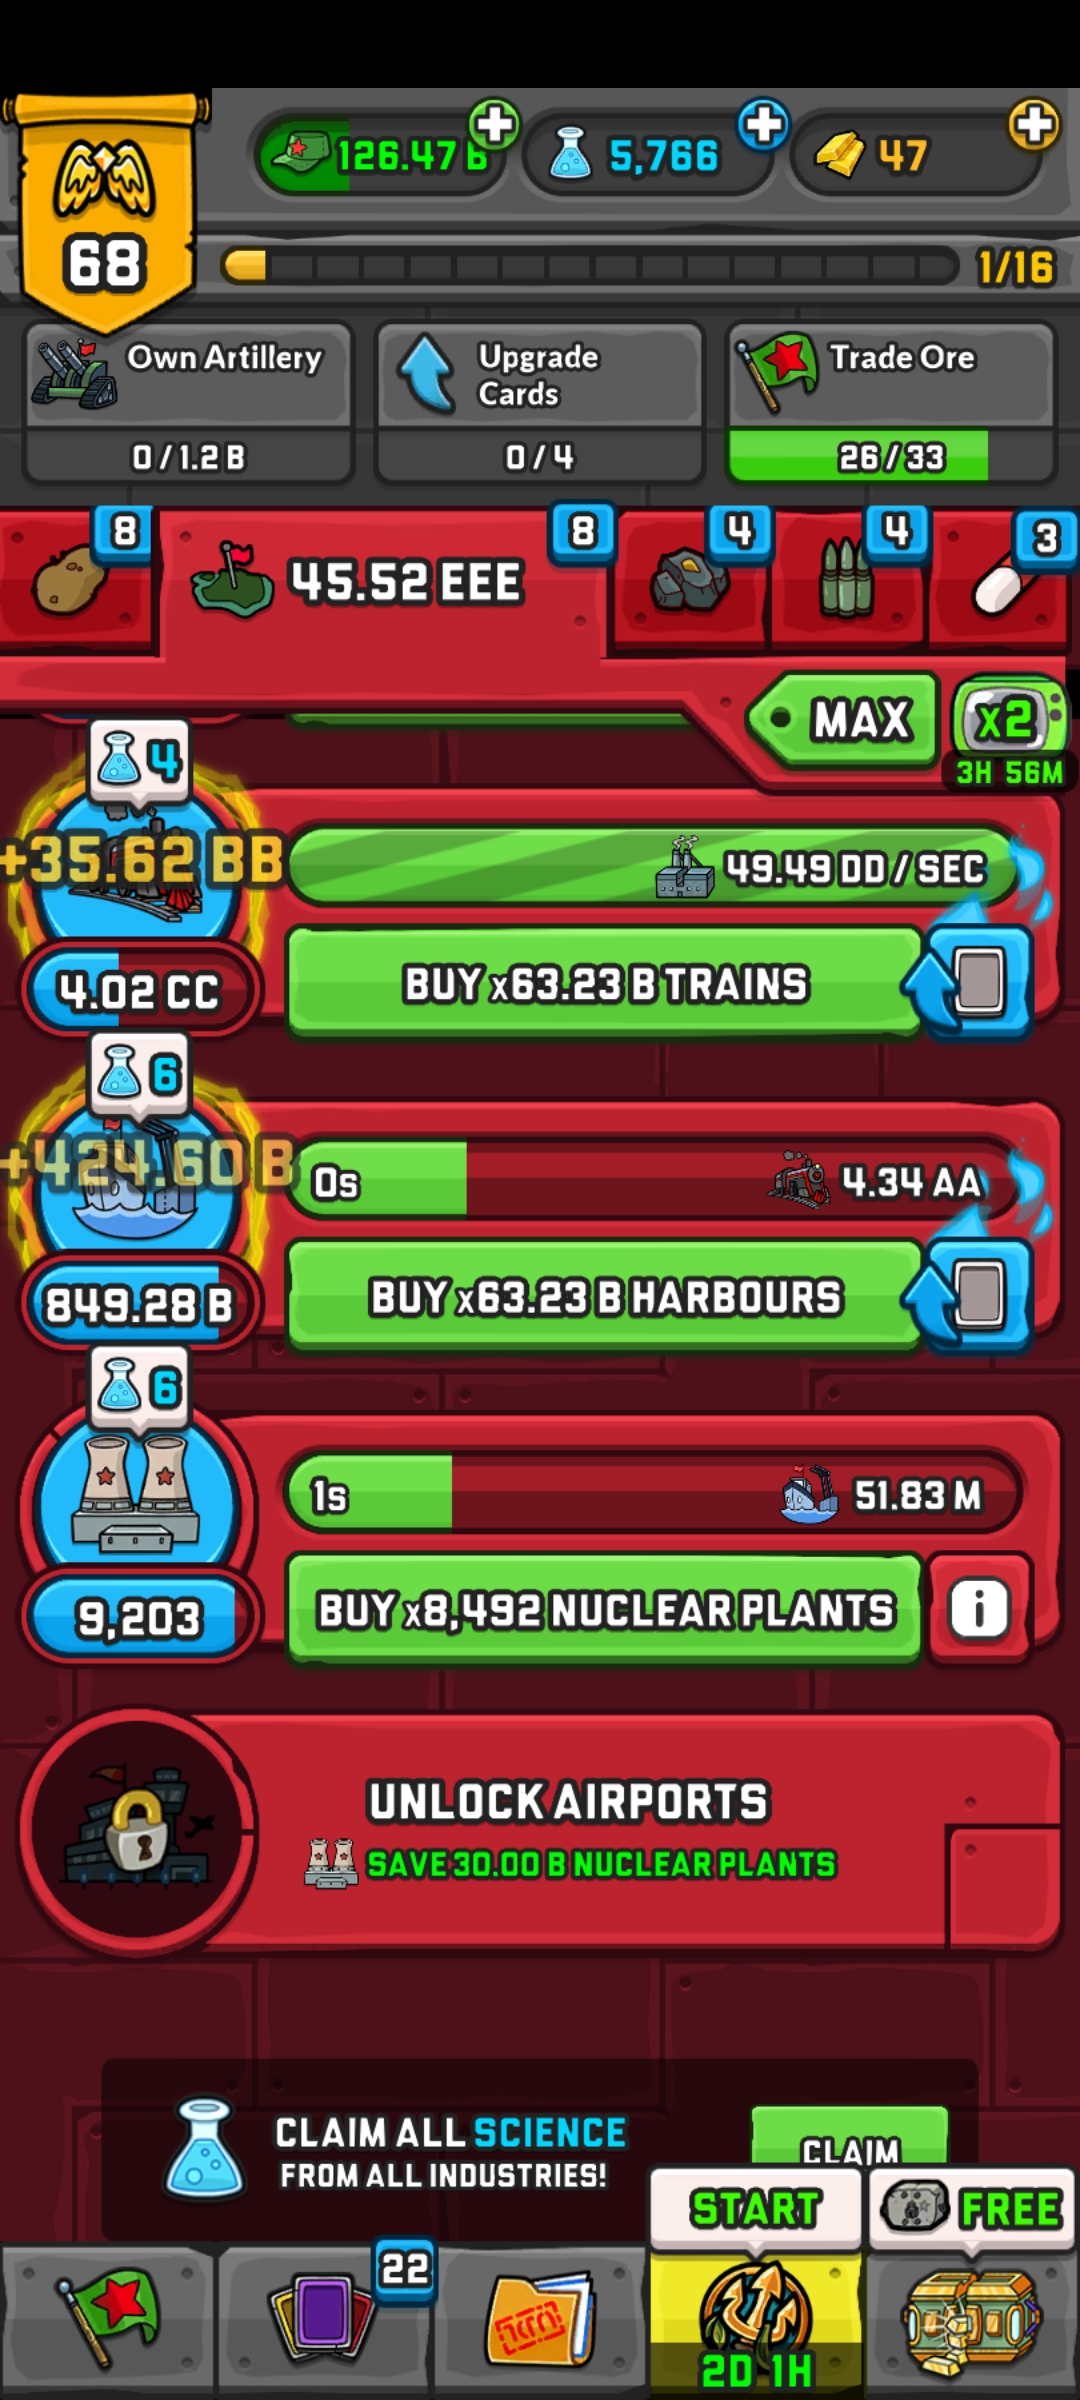 126.47 B
5,766
47
68
1/16
Own Artillery
0 / 1.2 B
Upgrade
Cards
0 / 4
Trade Ore
26 / 33
8
45.52 EEE
8
4
4
3
MAX
x2
3H 56M
4
+35.62 BB
49.49 DD / SEC
4.02 CC
BUY x63.23 B TRAINS
6
+424.60 B
0s
4.34 AA
849.28 B
BUY x63.23 B HARBOURS
6
1s
51.83 M
9,203
BUY x8,492 NUCLEAR PLANTS
i
UNLOCK AIRPORTS
SAVE 30.00 B NUCLEAR PLANTS
CLAIM ALL SCIENCE
FROM ALL INDUSTRIES!
CLAIM
START
FREE
22
2D 1H